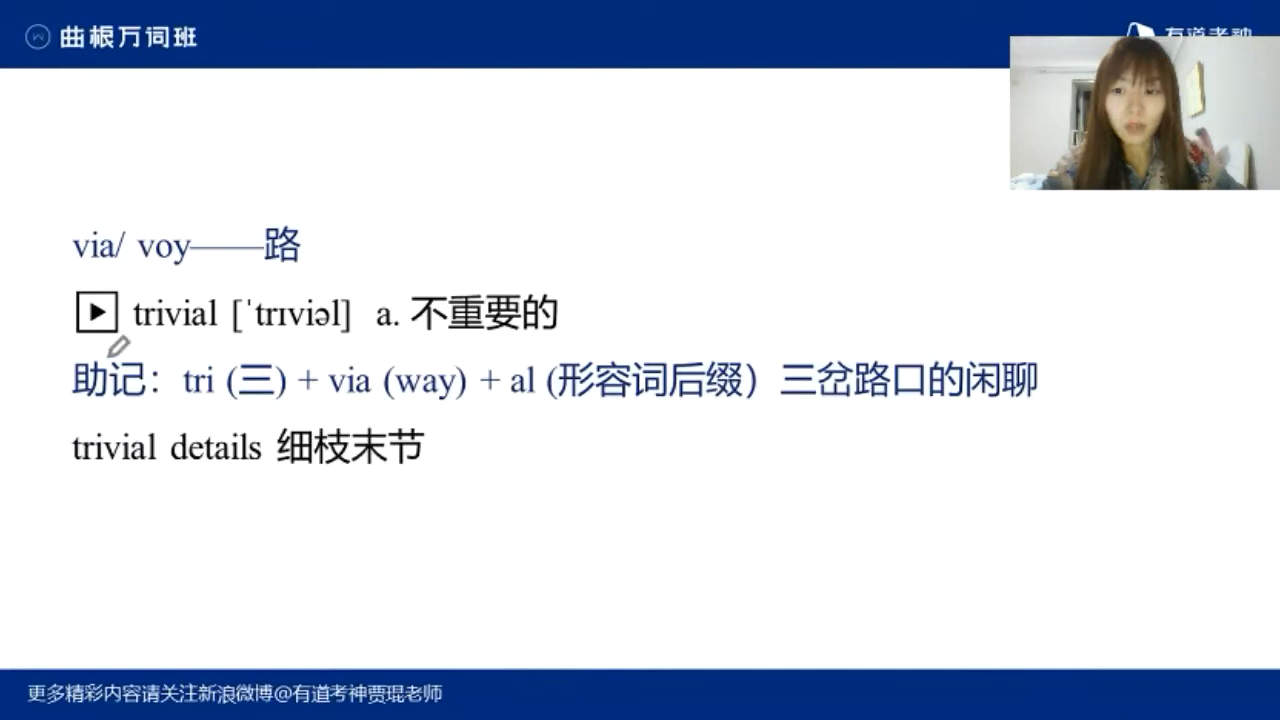 曲根万词班
有道考神
via/ voy——路
trivial [ˈtrɪviəl] a. 不重要的
助记：tri (三) + via (way) + al (形容词后缀）三岔路口的闲聊
trivial details 细枝末节
更多精彩内容请关注新浪微博@有道考神贾琨老师